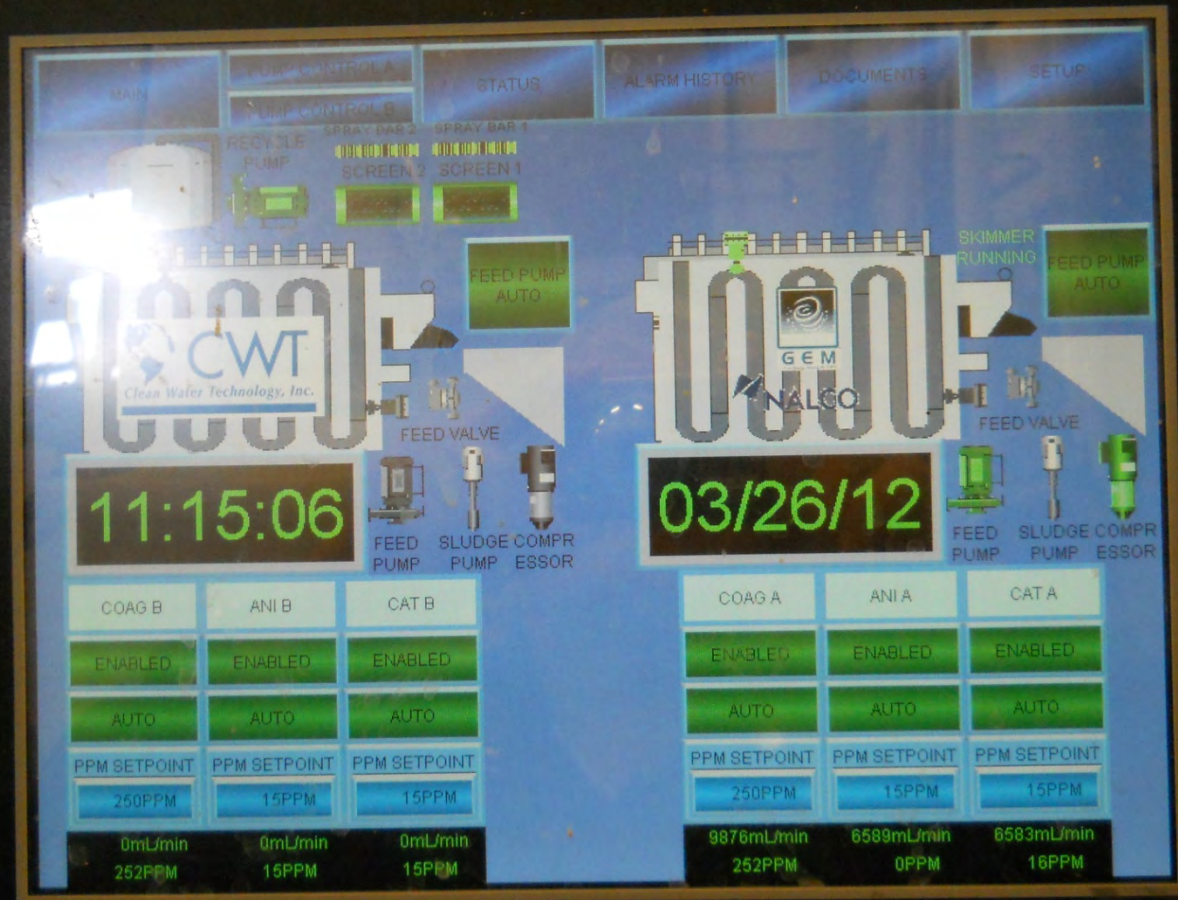 MAIN
PUMP CONTROL A
PUMP CONTROL B
STATUS
ALARM HISTORY
DOCUMENTS
SETUP
RECYCLE
PUMP
SPRAY BAR 2
SPRAY BAR 1
SCREEN 2
SCREEN 1
FEED PUMP
AUTO
SKIMMER
RUNNING
FEED PUMP
AUTO
CWT
Clean Water Technology, Inc.
GEM
NALCO
FEED VALVE
FEED VALVE
11:15:06
03/26/12
FEED
PUMP
SLUDGE
PUMP
COMPR
ESSOR
FEED
PUMP
SLUDGE
PUMP
COMPR
ESSOR
COAG B
ANI B
CAT B
COAG A
ANI A
CAT A
ENABLED
ENABLED
ENABLED
ENABLED
ENABLED
ENABLED
AUTO
AUTO
AUTO
AUTO
AUTO
AUTO
PPM SETPOINT
PPM SETPOINT
PPM SETPOINT
PPM SETPOINT
PPM SETPOINT
PPM SETPOINT
250PPM
15PPM
15PPM
250PPM
15PPM
15PPM
0mL/min
0mL/min
0mL/min
9876mL/min
6589mL/min
6583mL/min
252PPM
15PPM
15PPM
252PPM
0PPM
16PPM